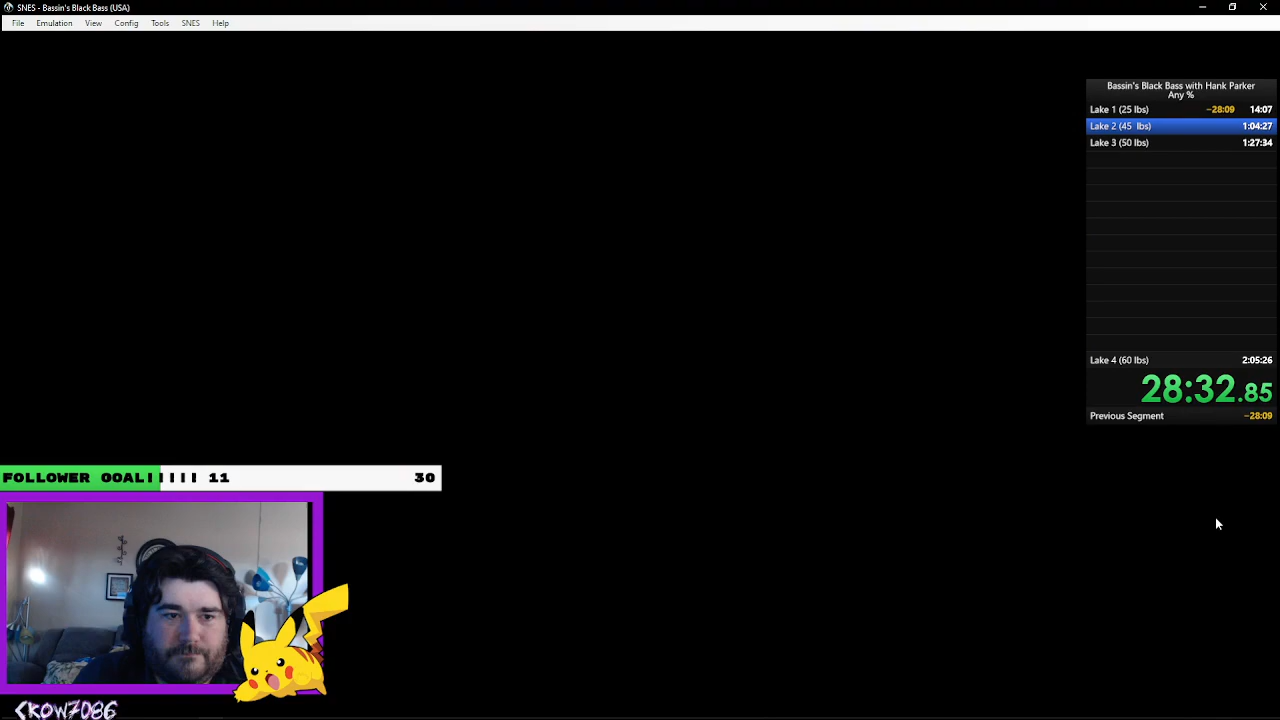 SNES - Bassin's Black Bass (USA)
File Emulation View Config Tools SNES Help
Bassin's Black Bass with Hank Parker
Any %
Lake 1 (25 lbs) −28:09 14:07
Lake 2 (45 lbs) 1:04:27
Lake 3 (50 lbs) 1:27:34
Lake 4 (60 lbs) 2:05:26
28:32.85
Previous Segment −28:09
FOLLOWER GOAL!!!!! 11 30
CROW7086